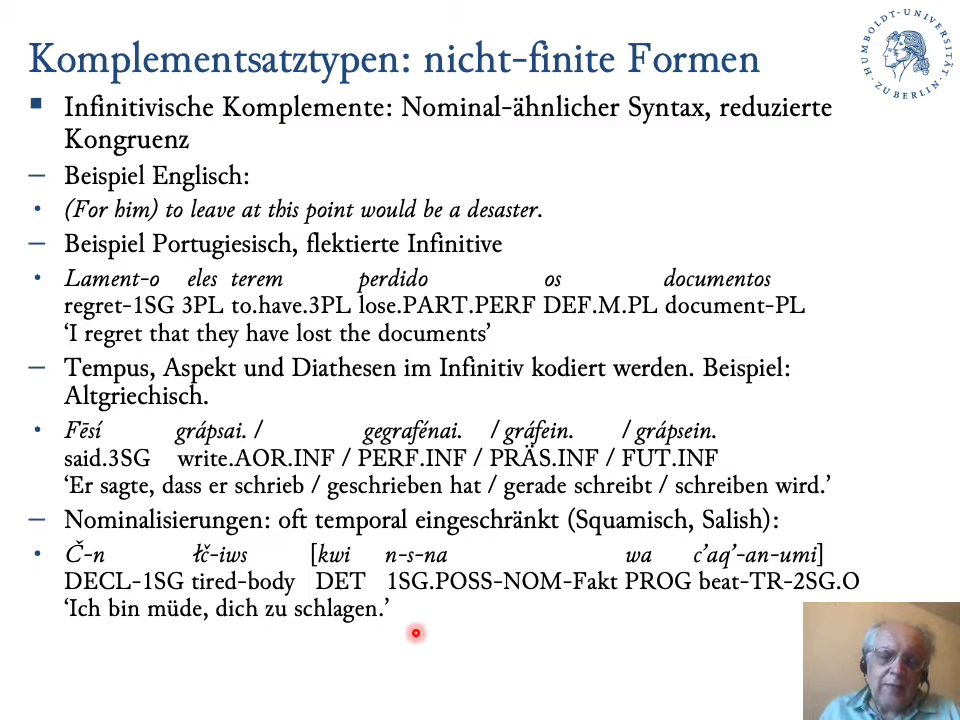 Komplementsatztypen: nicht-finite Formen
HUMBOLDT-UNIVERSITÄT
ZU BERLIN
Infinitivische Komplemente: Nominal-ähnlicher Syntax, reduzierte
Kongruenz
Beispiel Englisch:
(For him) to leave at this point would be a desaster.
Beispiel Portugiesisch, flektierte Infinitive
Lament-o eles terem perdido os documentos
regret-1SG 3PL to.have.3PL lose.PART.PERF DEF.M.PL document-PL
‘I regret that they have lost the documents’
Tempus, Aspekt und Diathesen im Infinitiv kodiert werden. Beispiel:
Altgriechisch.
Fēsí grápsai. / gegrafénai. / gráfein. / grápsein.
said.3SG write.AOR.INF / PERF.INF / PRÄS.INF / FUT.INF
‘Er sagte, dass er schrieb / geschrieben hat / gerade schreibt / schreiben wird.’
Nominalisierungen: oft temporal eingeschränkt (Squamisch, Salish):
Č-n łč-iws [kwi n-s-na wa c’aq’-an-umi]
DECL-1SG tired-body DET 1SG.POSS-NOM-Fakt PROG beat-TR-2SG.O
‘Ich bin müde, dich zu schlagen.’